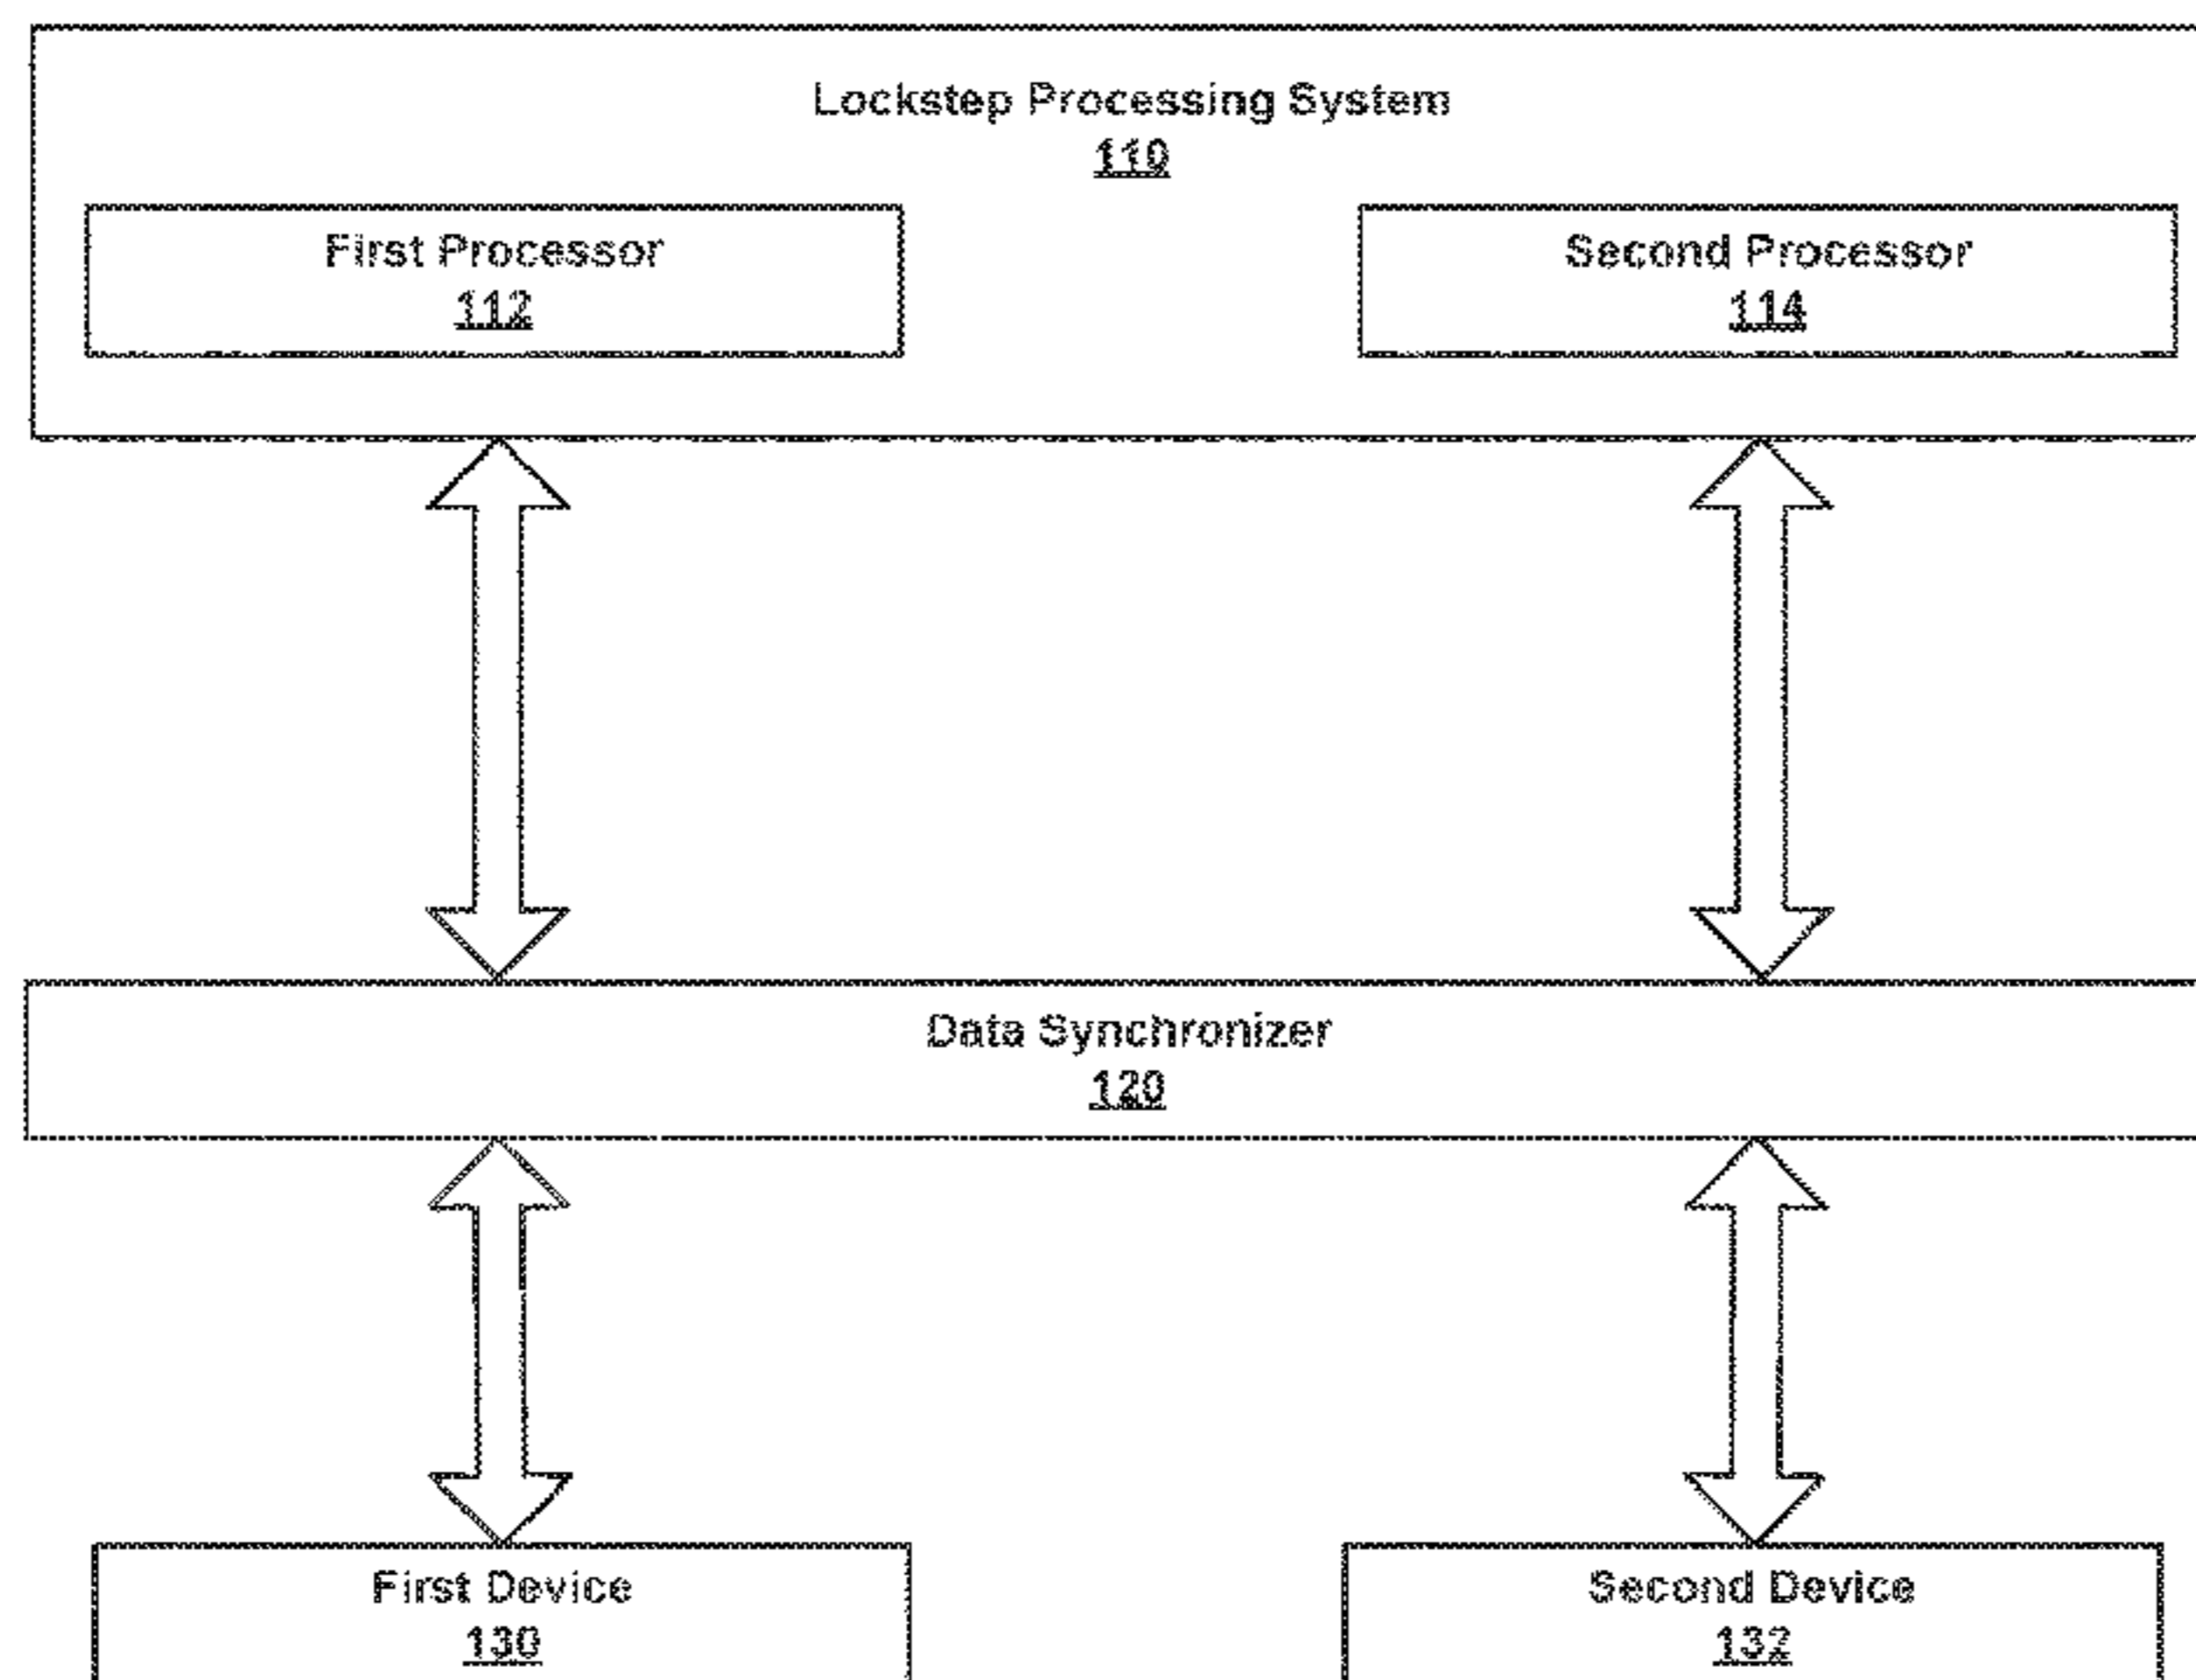 Lockstep Processing System
110
First Processor
112
Second Processor
114
Data Synchronizer
120
First Device
130
Second Device
132